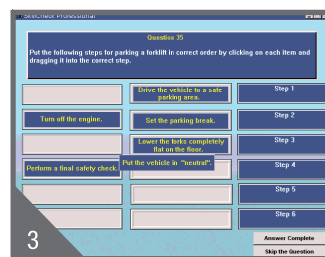 SkillCheck Professional
Question 35
Put the following steps for parking a forklift in correct order by clicking on each item and
dragging it into the correct step.
Drive the vehicle to a safe
parking area.
Step 1
Turn off the engine.
Set the parking break.
Step 2
Lower the forks completely
flat on the floor.
Step 3
Put the vehicle in "neutral".
Perform a final safety check.
Step 4
Step 5
Step 6
3
Answer Complete
Skip the Question